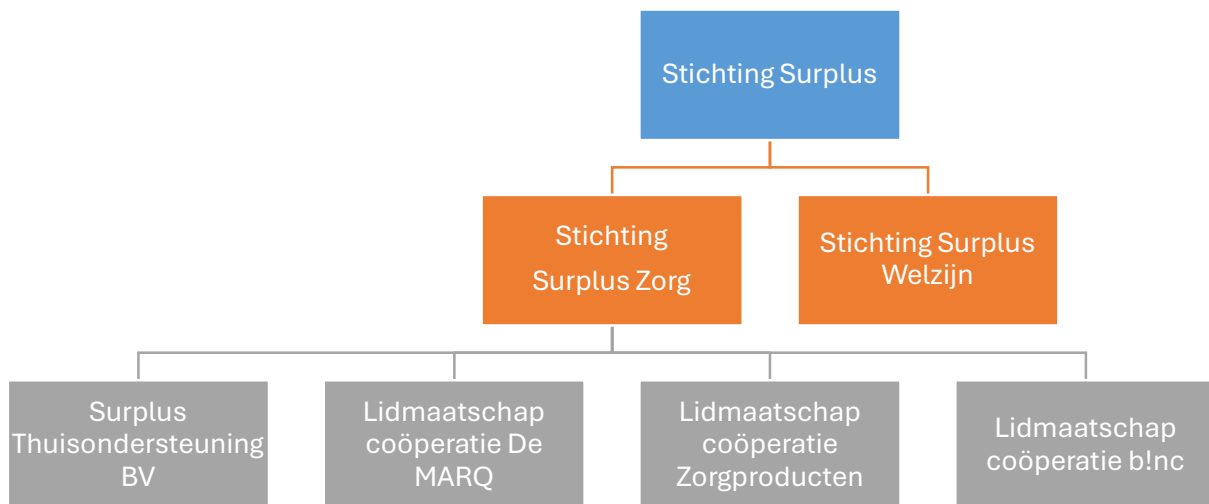 Stichting Surplus
Stichting
Surplus Zorg
Stichting Surplus
Welzijn
Surplus
Thuisondersteuning
BV
Lidmaatschap
coöperatie De
MARQ
Lidmaatschap
coöperatie
Zorgproducten
Lidmaatschap
coöperatie b!nc